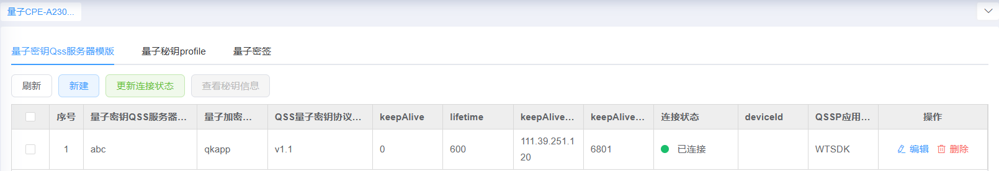 量子CPE-A230...
量子密钥Qss服务器模版 量子秘钥profile 量子密签
刷新 新建 更新连接状态 查看秘钥信息
序号 量子密钥QSS服务器... 量子加密... QSS量子密钥协议... keepAlive lifetime keepAlive... keepAlive... 连接状态 deviceId QSSP应用... 操作
1 abc qkapp v1.1 0 600 111.39.251.1 6801 已连接 WTSDK 编辑 删除
20